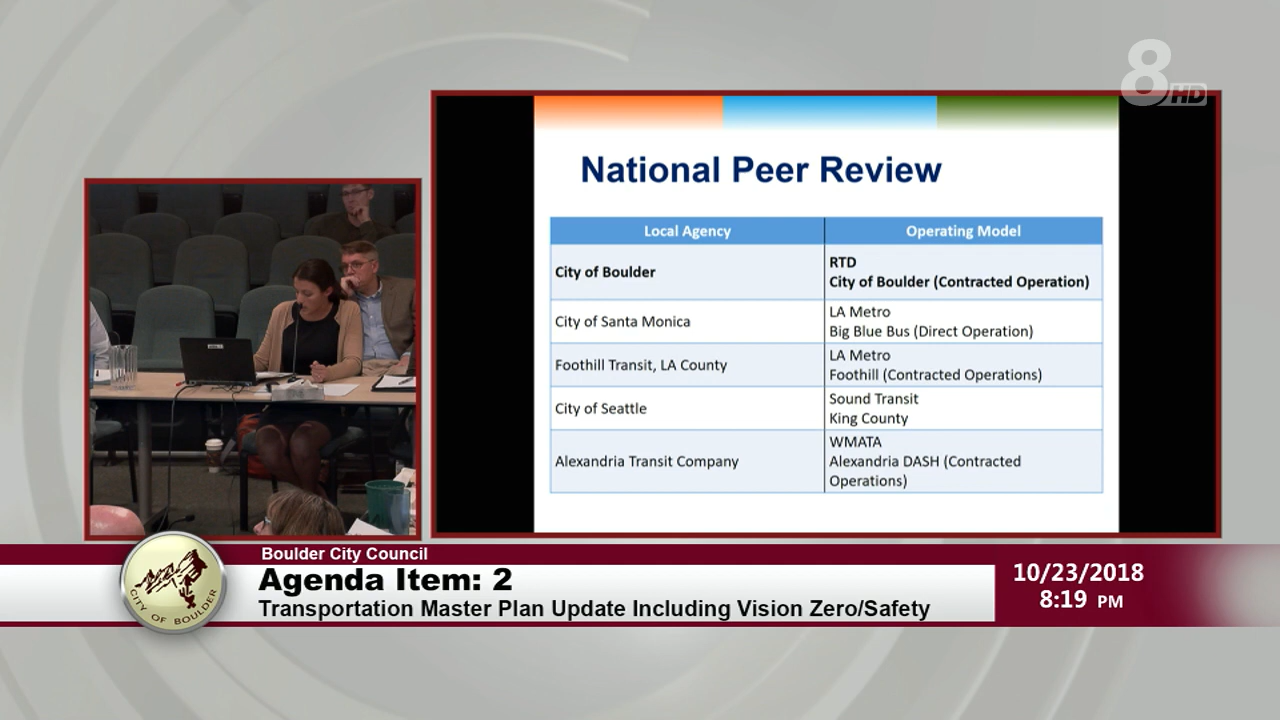 8
HD
National Peer Review
Local Agency
Operating Model
City of Boulder
RTD
City of Boulder (Contracted Operation)
City of Santa Monica
LA Metro
Big Blue Bus (Direct Operation)
Foothill Transit, LA County
LA Metro
Foothill (Contracted Operations)
City of Seattle
Sound Transit
King County
Alexandria Transit Company
WMATA
Alexandria DASH (Contracted
Operations)
Boulder City Council
Agenda Item: 2
Transportation Master Plan Update Including Vision Zero/Safety
10/23/2018
8:19 PM
CITY OF BOULDER